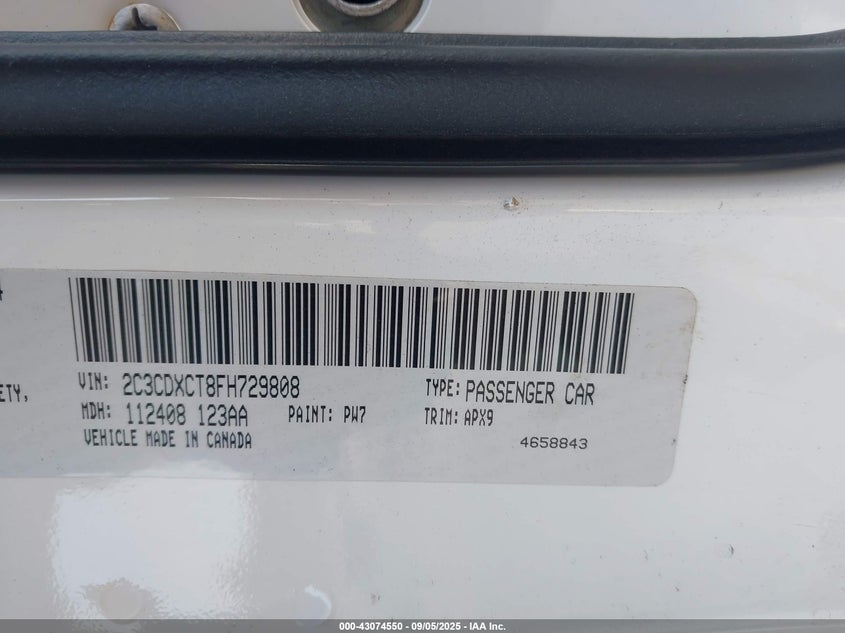 ETY,
VIN: 2C3CDXCT8FH729808
TYPE: PASSENGER CAR
MDH: 112408 123AA
PAINT: PW7
TRIM: APX9
VEHICLE MADE IN CANADA
4658843
000-43074550 - 09/05/2025 - IAA Inc.